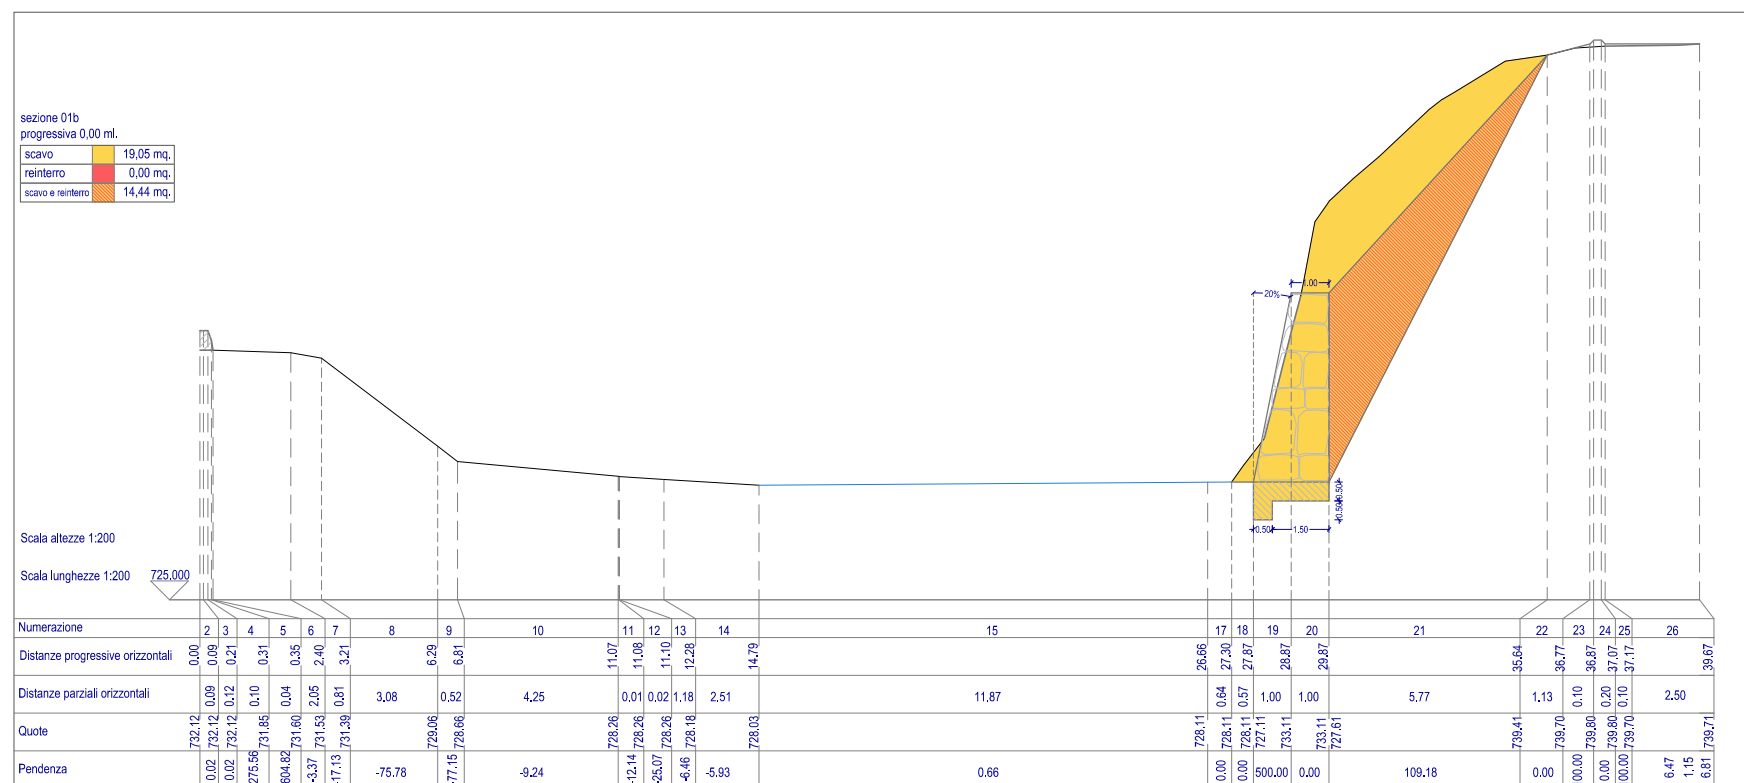 sezione 01b
progressiva 0,00 ml.
scavo 19,05 mq.
reinterro 0,00 mq.
scavo e reinterro 14,44 mq.
1.00
20%
0.50
0.50
0.50 1.50
Scala altezze 1:200
Scala lunghezze 1:200 725,000
Numerazione 2 3 4 5 6 7 8 9 10 11 12 13 14 15 17 18 19 20 21 22 23 24 25 26
Distanze progressive orizzontali 0.00 0.09 0.21 0.31 0.35 2.40 3.21 6.29 6.81 11.07 11.08 11.10 12.28 14.79 26.66 27.30 27.87 28.87 29.87 35.64 36.77 36.87 37.07 37.17 39.67
Distanze parziali orizzontali 0.09 0.12 0.10 0.04 2.05 0.81 3.08 0.52 4.25 0.01 0.02 1.18 2.51 11.87 0.64 0.57 1.00 1.00 5.77 1.13 0.10 0.20 0.10 2.50
Quote 732.12 732.12 732.12 731.85 731.60 731.53 731.39 729.06 728.66 728.26 728.26 728.26 728.18 728.03 728.11 728.11 728.11 727.11 733.11 733.11 727.61 739.41 739.70 739.80 739.80 739.70 739.71
Pendenza 0.02 0.02 275.56 604.82 -3.37 -17.13 -75.78 -77.15 -9.24 -12.14 -25.07 -6.46 -5.93 0.66 0.00 0.00 500.00 0.00 109.18 0.00 00.00 0.00 00.00 6.47 1.15 6.81